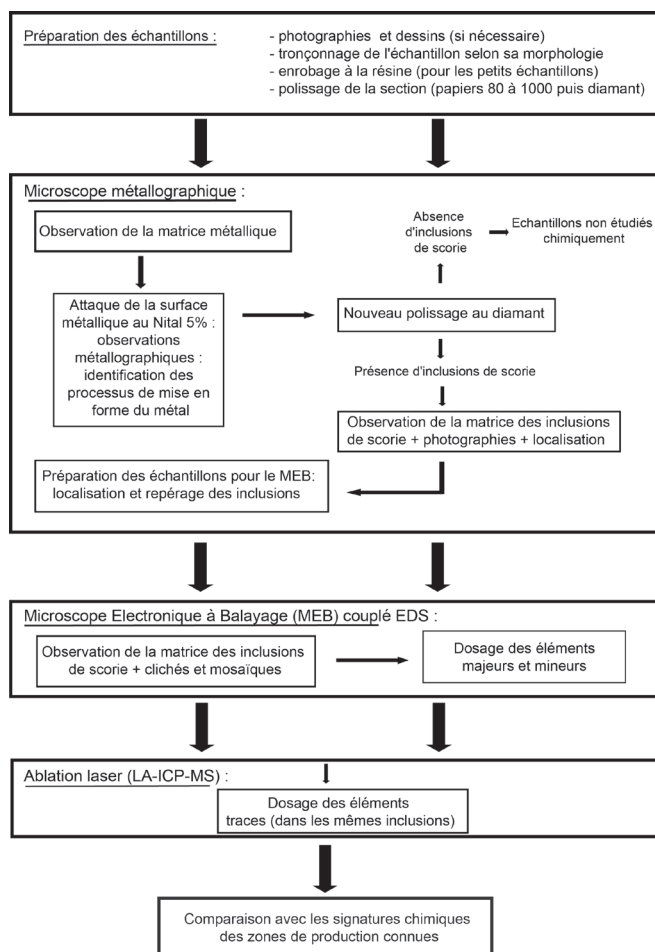 Préparation des échantillons :
- photographies et dessins (si nécessaire)
- tronçonnage de l'échantillon selon sa morphologie
- enrobage à la résine (pour les petits échantillons)
- polissage de la section (papiers 80 à 1000 puis diamant)
Microscope métallographique :
Observation de la matrice métallique
Attaque de la surface
métallique au Nital 5% :
observations
métallographiques :
identification des
processus de mise en
forme du métal
Absence
d'inclusions
de scorie
Echantillons non étudiés
chimiquement
Nouveau polissage au diamant
Présence d'inclusions de scorie
Observation de la matrice des inclusions
de scorie + photographies + localisation
Préparation des échantillons pour le MEB:
localisation et repérage des inclusions
Microscope Electronique à Balayage (MEB) couplé EDS :
Observation de la matrice des inclusions
de scorie + clichés et mosaïques
Dosage des éléments
majeurs et mineurs
Ablation laser (LA-ICP-MS) :
Dosage des éléments
traces (dans les mêmes inclusions)
Comparaison avec les signatures chimiques
des zones de production connues